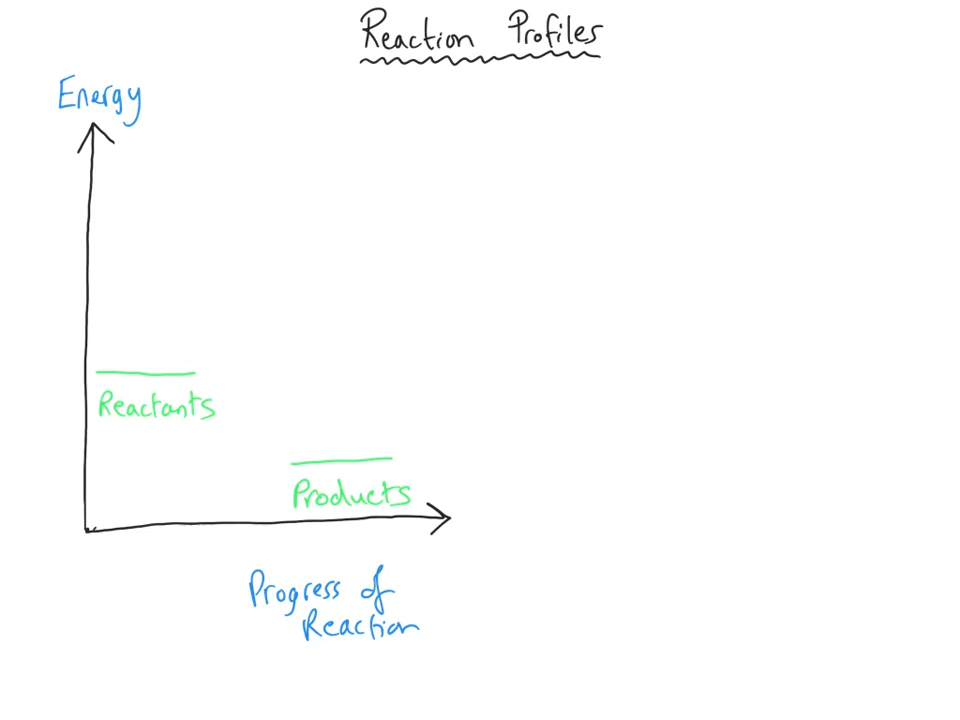 Reaction Profiles
Energy
Reactants
Products
Progress of
Reaction